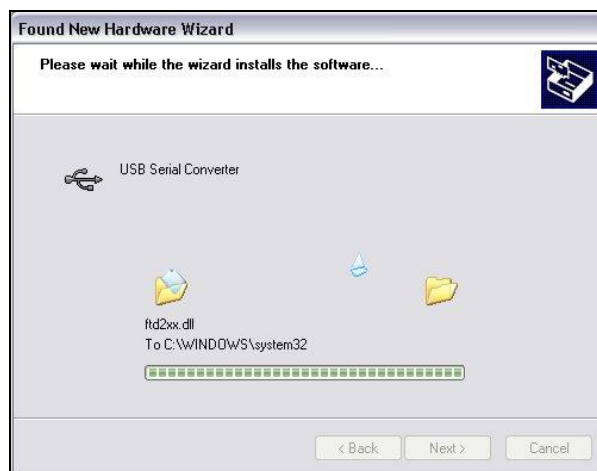 Found New Hardware Wizard
Please wait while the wizard installs the software...
USB Serial Converter
ftd2xx.dll
To C:\WINDOWS\system32
< Back
Next >
Cancel